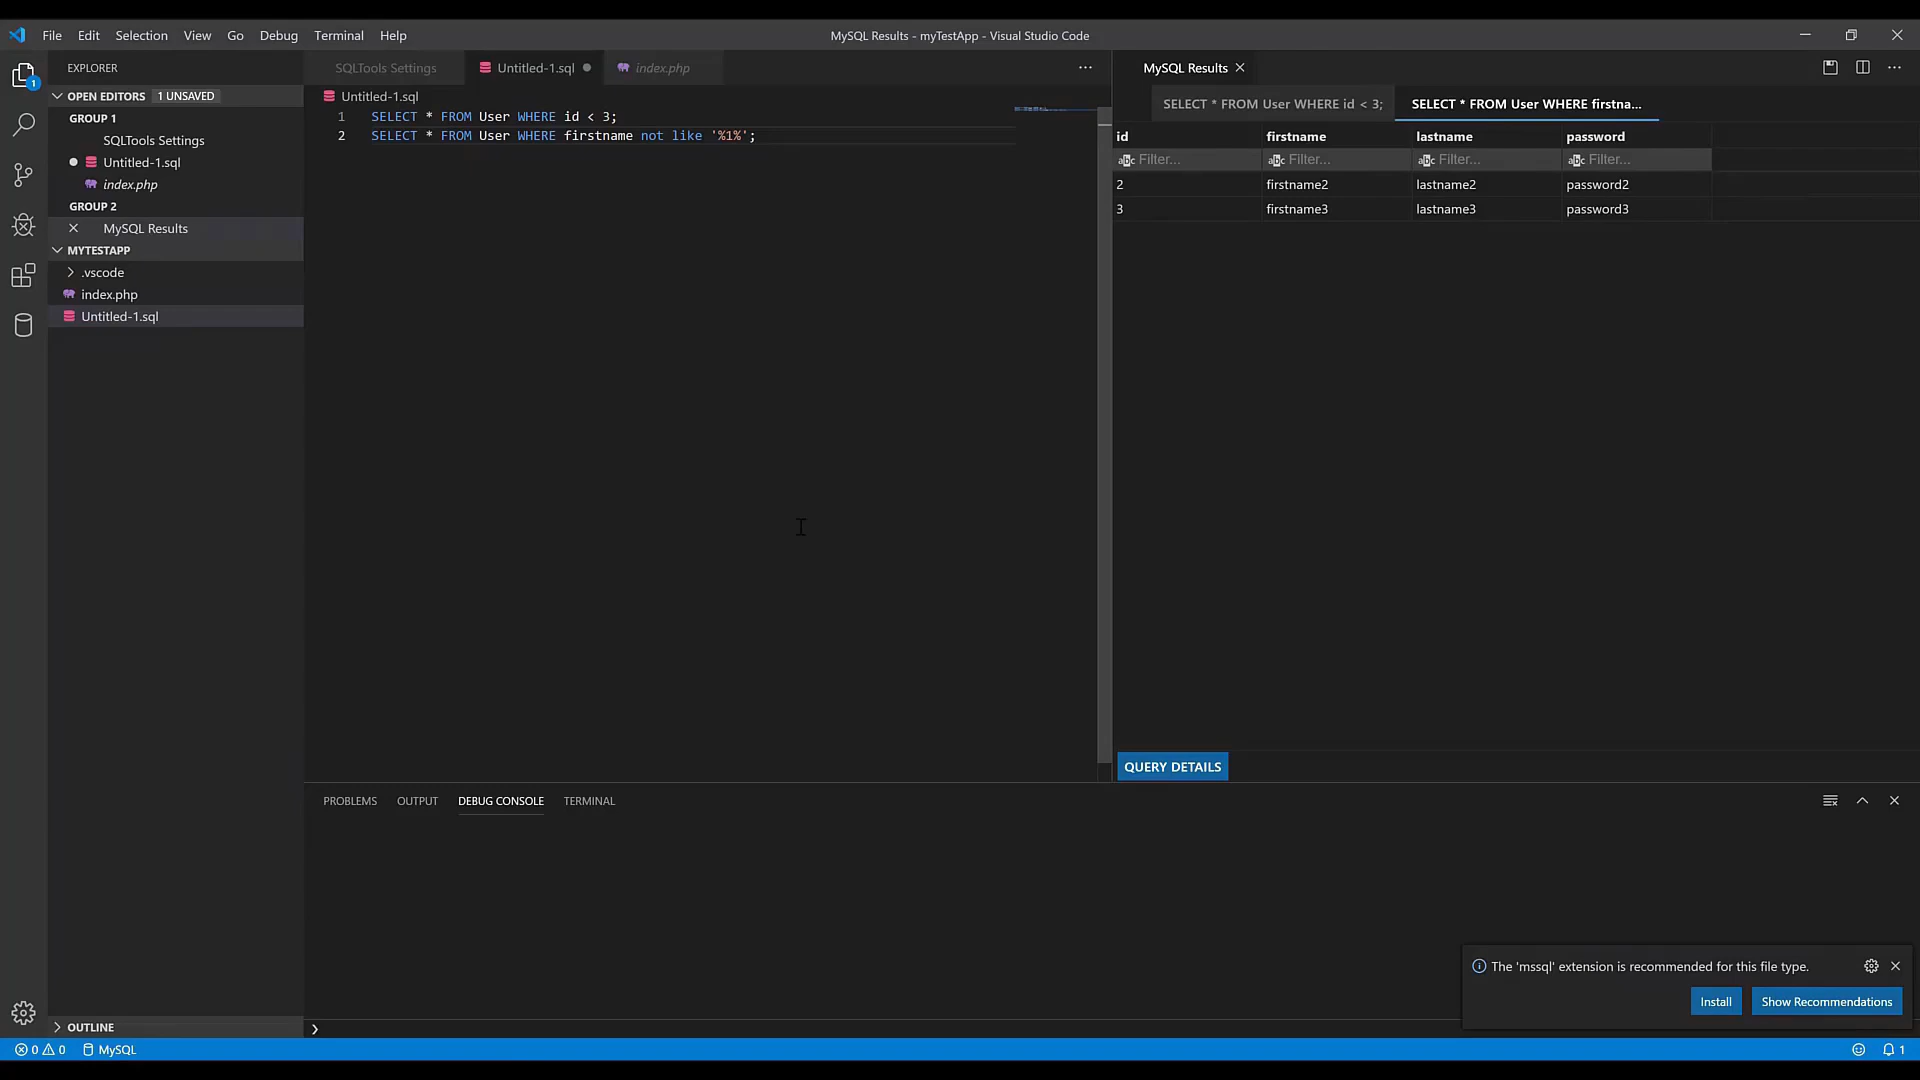 File Edit Selection View Go Debug Terminal Help
MySQL Results - myTestApp - Visual Studio Code
1
EXPLORER
OPEN EDITORS 1 UNSAVED
GROUP 1
SQLTools Settings
Untitled-1.sql
index.php
GROUP 2
MySQL Results
MYTESTAPP
.vscode
index.php
Untitled-1.sql
OUTLINE
SQLTools Settings Untitled-1.sql index.php
Untitled-1.sql
1 SELECT * FROM User WHERE id < 3;
2 SELECT * FROM User WHERE firstname not like '%1%';
MySQL Results
SELECT * FROM User WHERE id < 3; SELECT * FROM User WHERE firstna...
id firstname lastname password
abc Filter... abc Filter... abc Filter... abc Filter...
2 firstname2 lastname2 password2
3 firstname3 lastname3 password3
QUERY DETAILS
PROBLEMS OUTPUT DEBUG CONSOLE TERMINAL
The 'mssql' extension is recommended for this file type.
Install Show Recommendations
0 0 MySQL 1